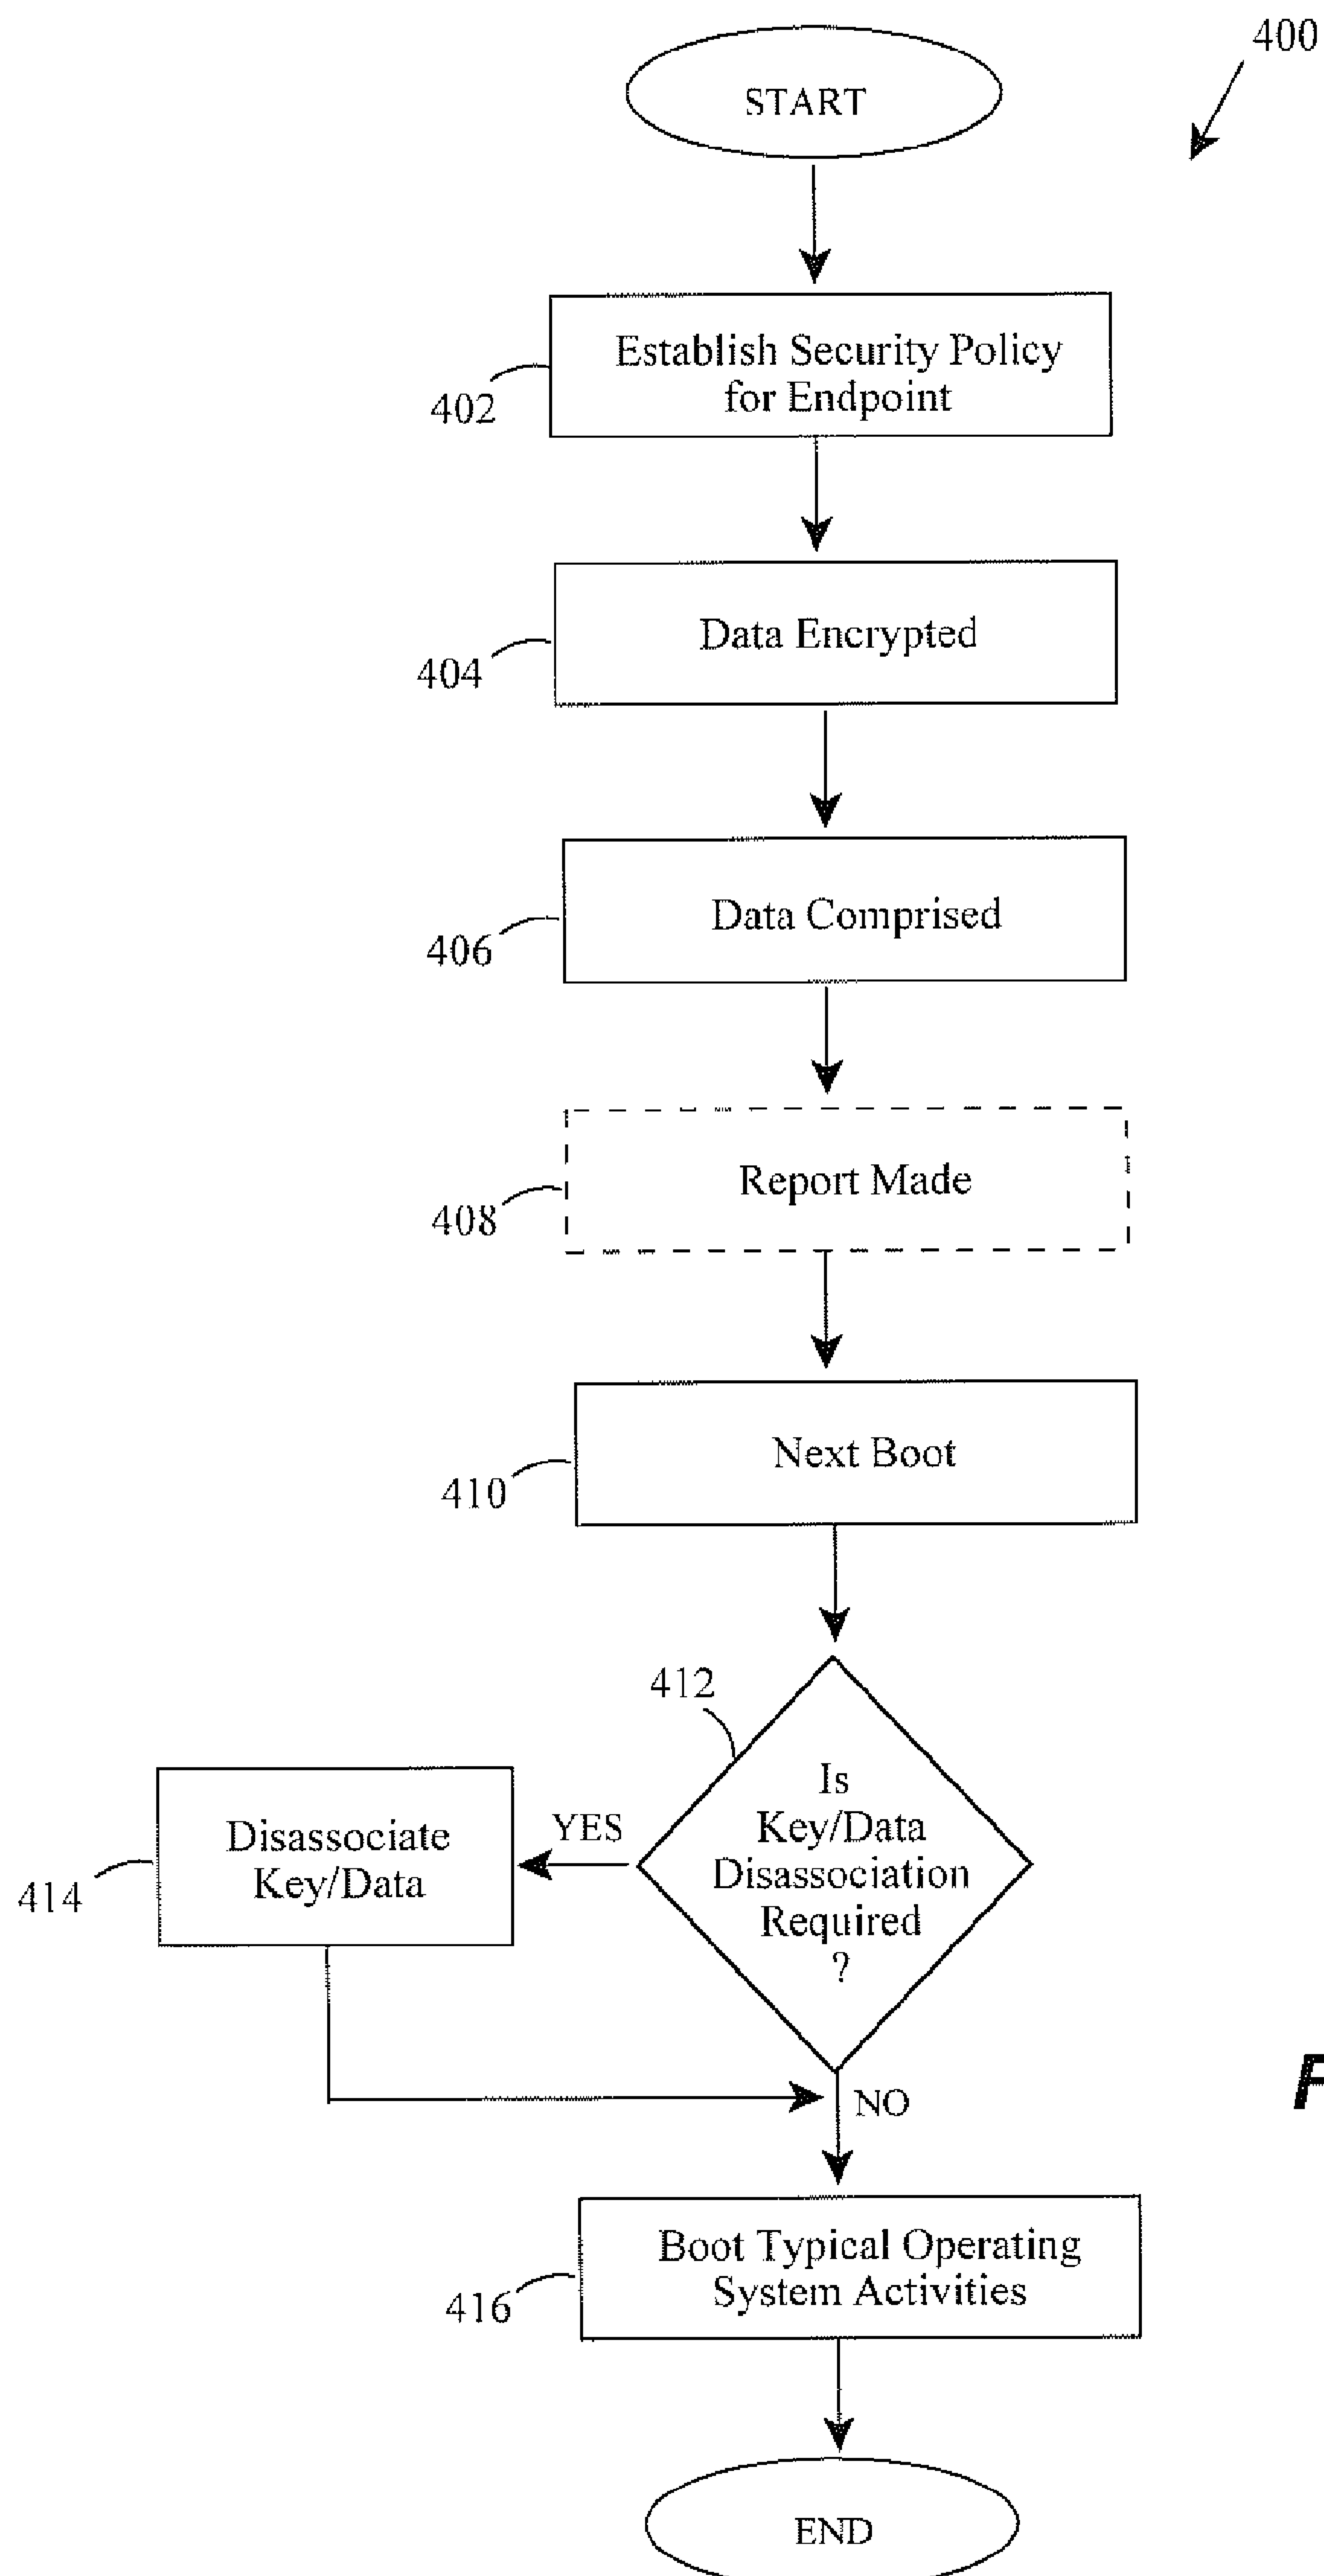 400
START
Establish Security Policy
for Endpoint
402
Data Encrypted
404
Data Comprised
406
Report Made
408
Next Boot
410
412
Is
Key/Data
Disassociation
Required
?
YES
Disassociate
Key/Data
414
NO
Boot Typical Operating
System Activities
416
END